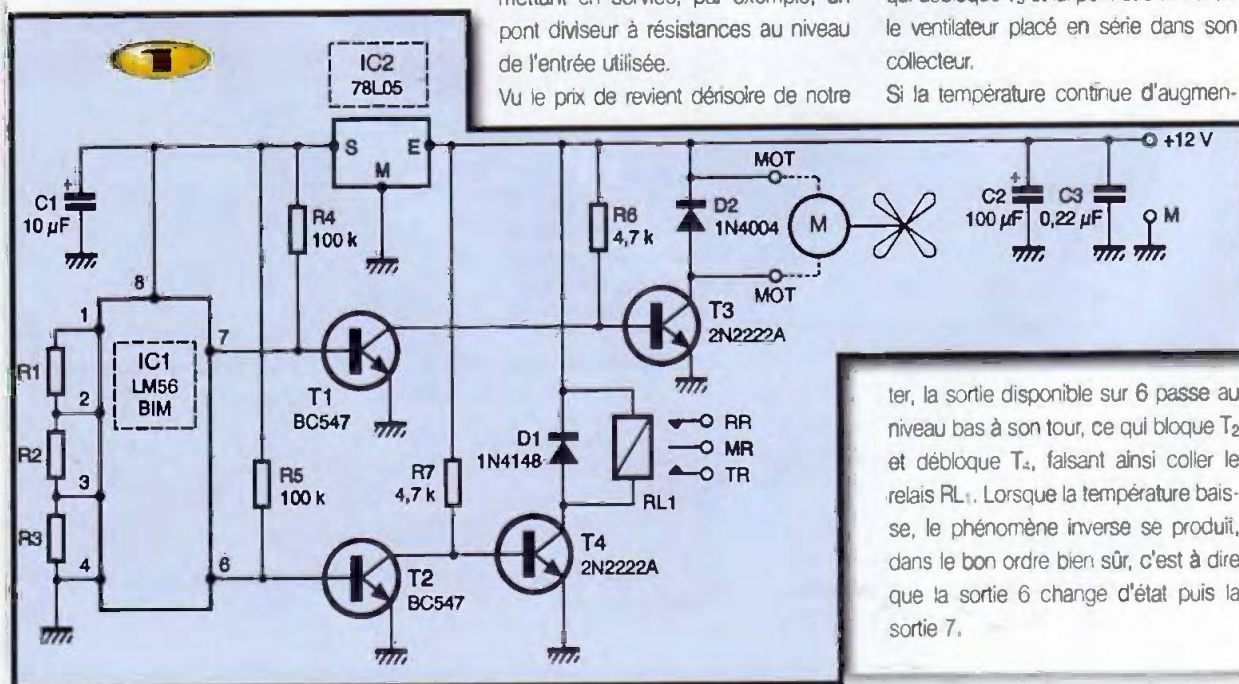 pont diviseur à résistances au niveau
de l'entrée utilisée.
Vu le prix de revient dérisoire de notre
le ventilateur placé en série dans son
collecteur.
Si la température continue d'augmen-
1
IC2
78L05
S
E
M
+12 V
C1
10 µF
R4
100 k
R6
4,7 k
MOT
D2
1N4004
M
MOT
C2
100 µF
C3
0,22 µF
M
8
1
7
R1
IC1
LM56
BIM
2
R2
3
R3
4
6
T1
BC547
T3
2N2222A
R5
100 k
R7
4,7 k
D1
1N4148
RL1
RR
MR
TR
T2
BC547
T4
2N2222A
ter, la sortie disponible sur 6 passe au
niveau bas à son tour, ce qui bloque T2
et débloque T4, faisant ainsi coller le
relais RL1. Lorsque la température bais-
se, le phénomène inverse se produit,
dans le bon ordre bien sûr, c'est à dire
que la sortie 6 change d'état puis la
sortie 7.